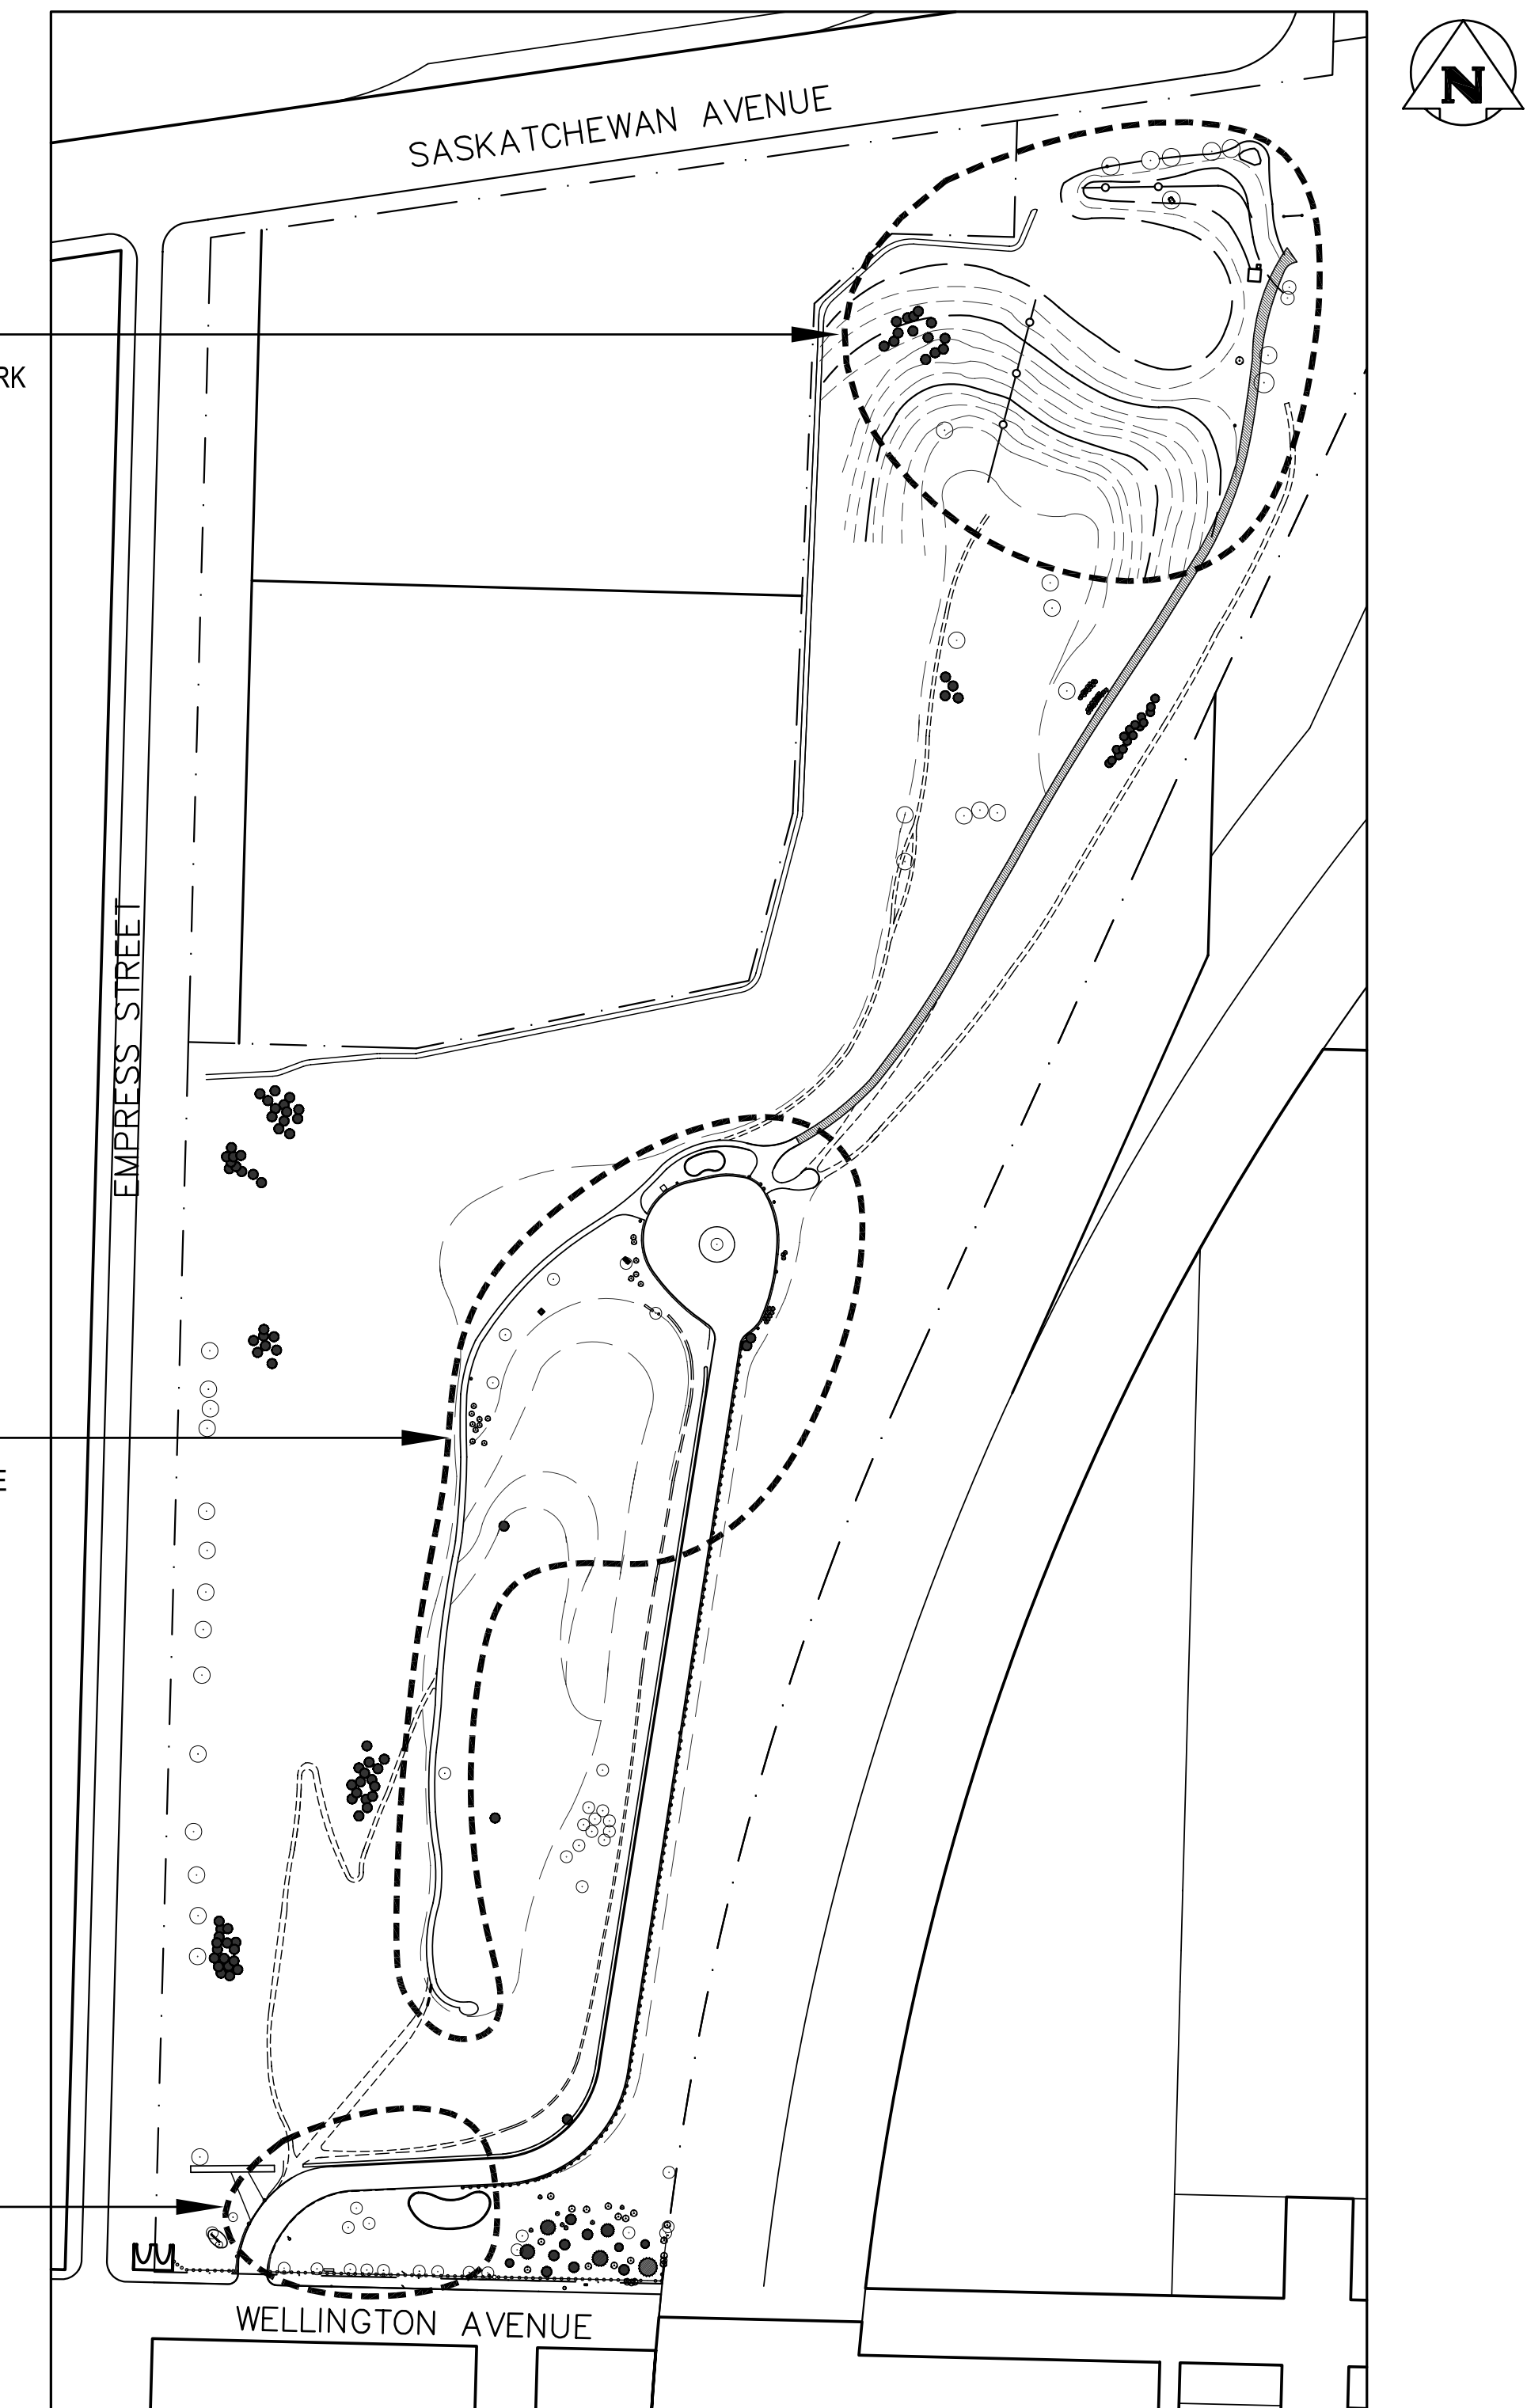 N
SASKATCHEWAN AVENUE
RK
EMPRESS STREET
E
WELLINGTON AVENUE